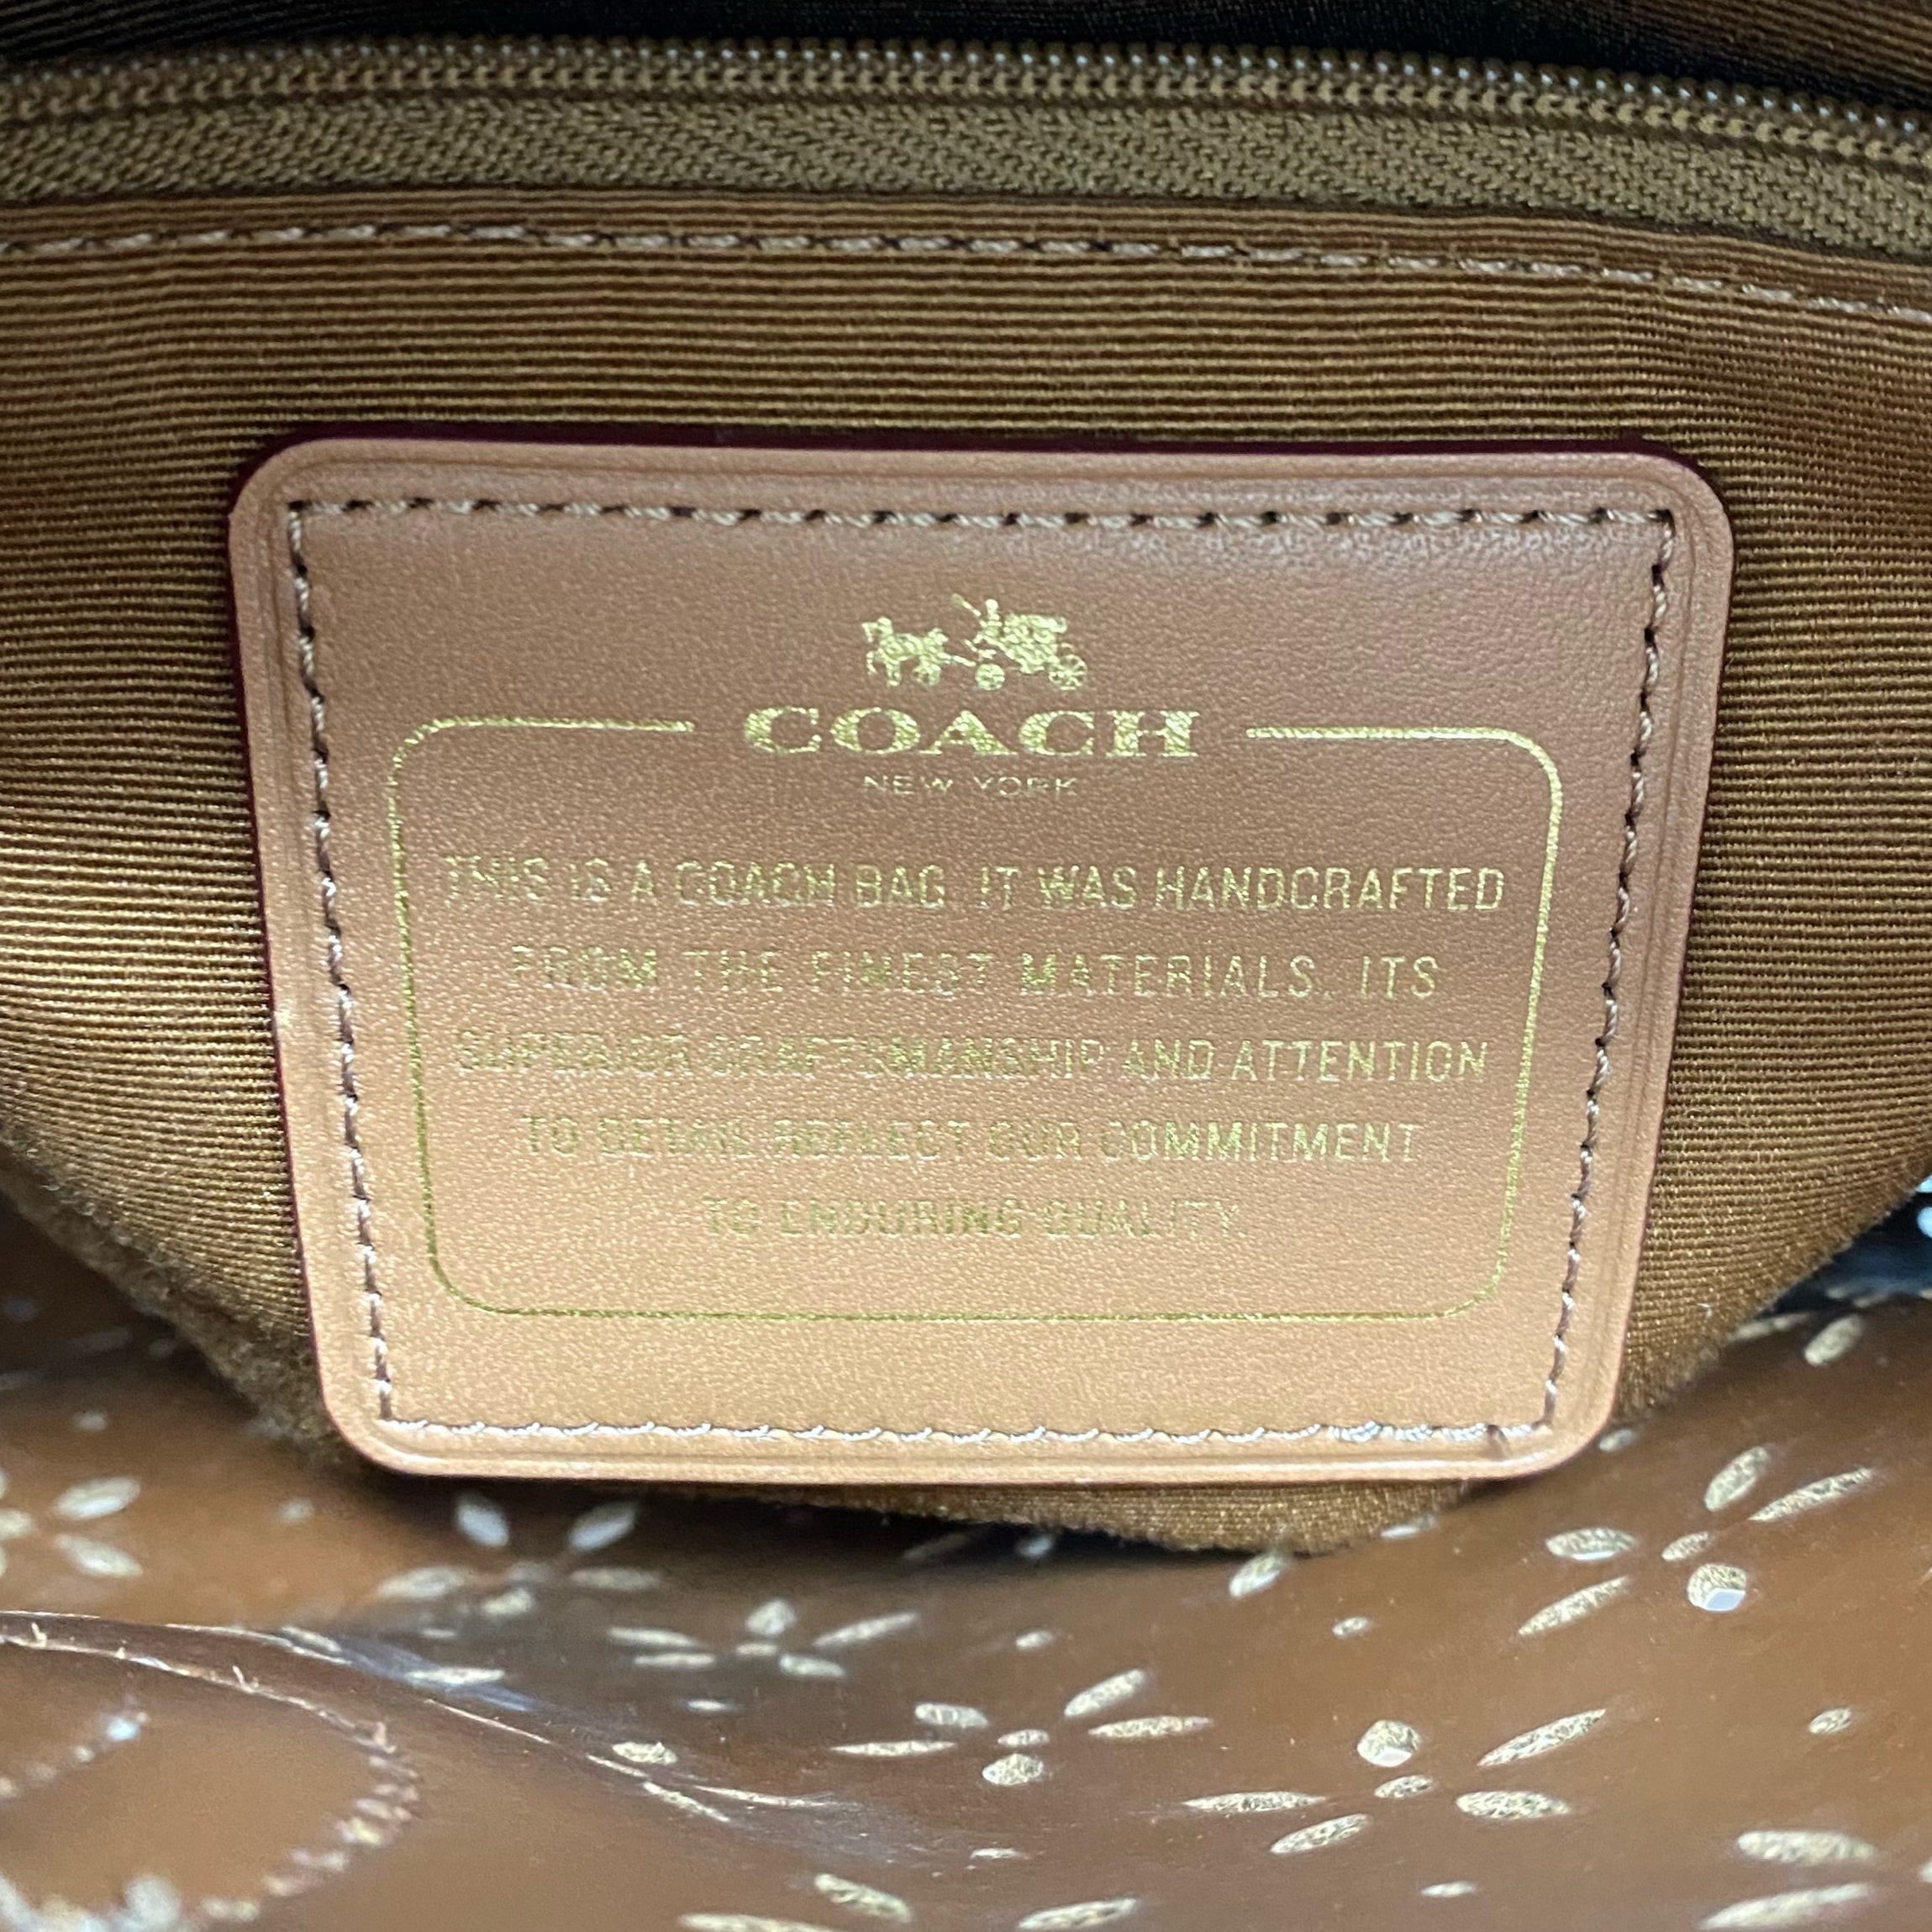 COACH
NEW YORK
THIS IS A COACH BAG. IT WAS HANDCRAFTED
FROM THE FINEST MATERIALS. ITS
SUPERIOR CRAFTSMANSHIP AND ATTENTION
TO DETAIL REFLECT OUR COMMITMENT
TO ENDURING QUALITY.